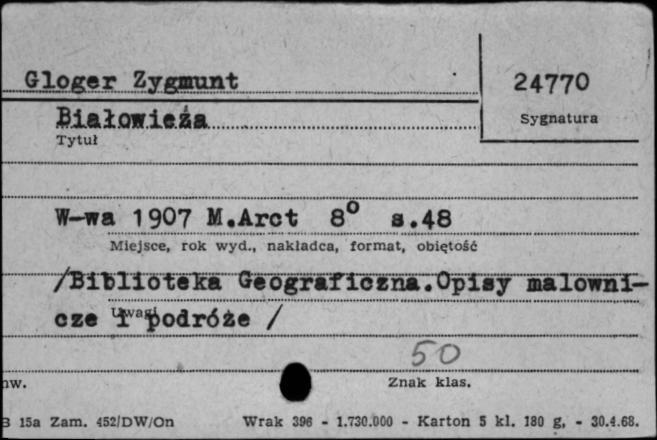 Gloger Zygmunt
24770
Sygnatura
Białowieża
Tytuł
W-wa 1907 M.Arct 8° s.48
Miejsce, rok wyd., nakładca, format, objętość
/Biblioteka Geograficzna.Opisy malowni-
cze i podróże /
Uwagi
50
nw.
Znak klas.
B 15a Zam. 452/DW/On Wrak 396 - 1.730.000 - Karton 5 kl. 180 g, - 30.4.68.